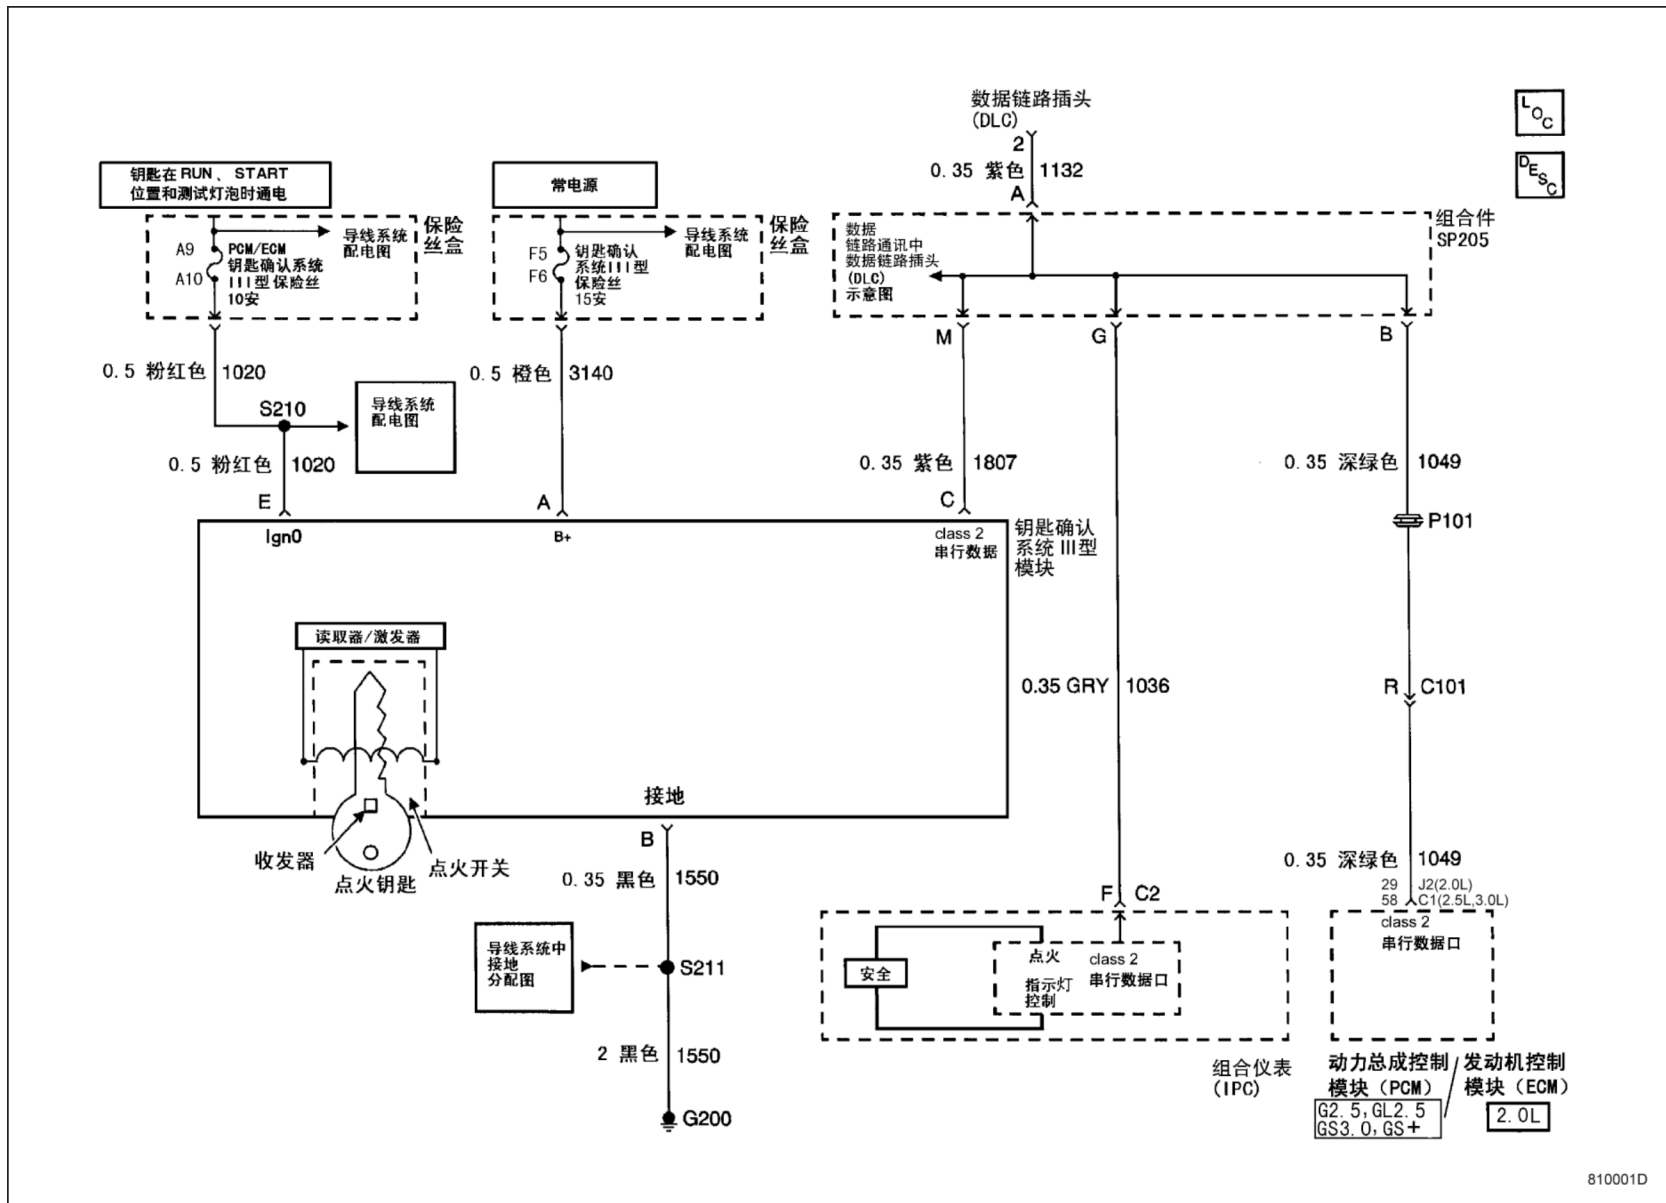 数据链路插头
(DLC)
2
0.35 紫色 1132
A
LOC
DESC
钥匙在 RUN、START
位置和测试灯泡时通电
常电源
保险
丝盒
导线系统
配电图
A9
A10
PCM/ECM
钥匙确认系统
III型保险丝
10安
保险
丝盒
导线系统
配电图
F5
F6
钥匙确认
系统III型
保险丝
15安
数据
链路通讯中
数据链路插头
(DLC)
示意图
组合件
SP205
M
G
B
0.5 粉红色 1020
S210
导线系统
配电图
0.5 粉红色 1020
E
0.5 橙色 3140
A
0.35 紫色 1807
C
0.35 深绿色 1049
P101
Ign0
B+
class 2
串行数据
钥匙确认
系统 III型
模块
读取器/激发器
0.35 GRY 1036
R C101
接地
B
收发器
点火钥匙
点火开关
0.35 黑色 1550
导线系统中
接地
分配图
S211
2 黑色 1550
G200
F C2
安全
点火
指示灯
控制
class 2
串行数据口
组合仪表
(IPC)
0.35 深绿色 1049
29 J2(2.0L)
58 C1(2.5L,3.0L)
class 2
串行数据口
动力总成控制
模块（PCM）
G2.5,GL2.5
GS3.0,GS+
/
发动机控制
模块（ECM）
2.0L
810001D